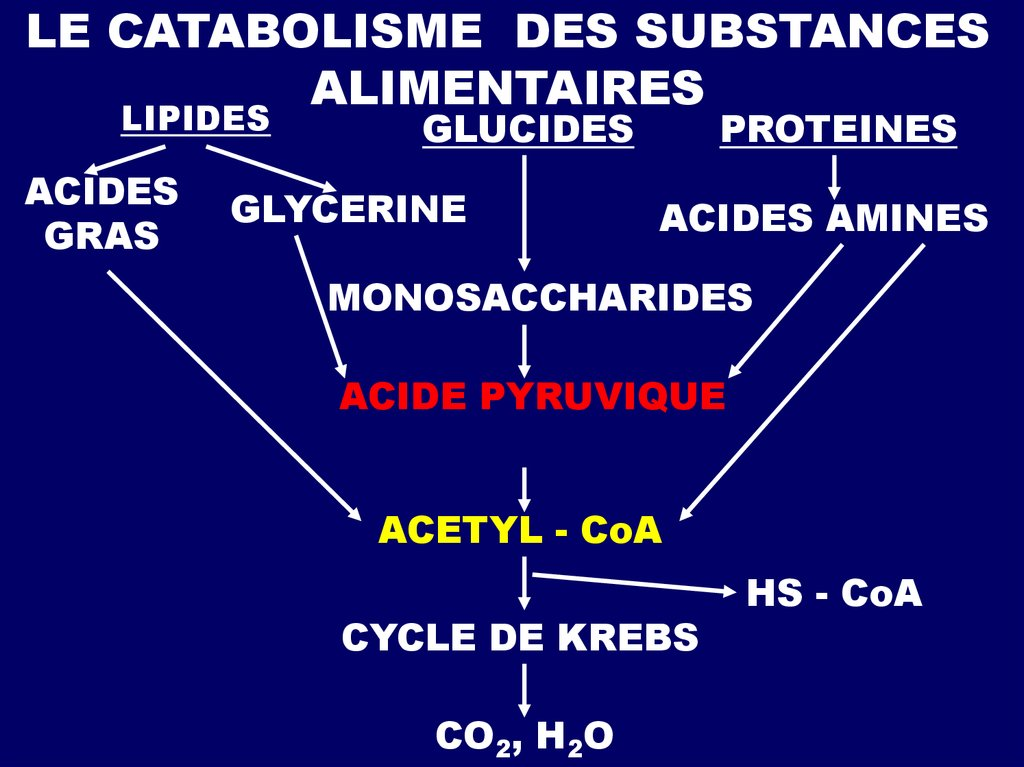 LE CATABOLISME DES SUBSTANCES
ALIMENTAIRES
LIPIDES
GLUCIDES
PROTEINES
ACIDES
GRAS
GLYCERINE
ACIDES AMINES
MONOSACCHARIDES
ACIDE PYRUVIQUE
ACETYL - CoA
HS - CoA
CYCLE DE KREBS
CO₂, H₂O